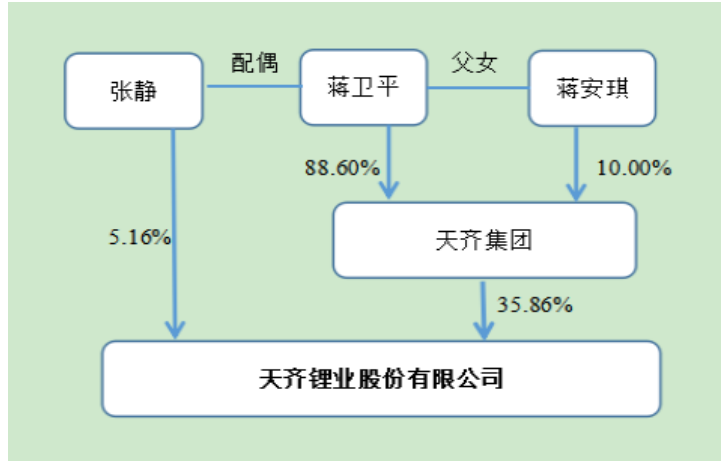 配偶
父女
张静
蒋卫平
蒋安琪
88.60%
10.00%
5.16%
天齐集团
35.86%
天齐锂业股份有限公司